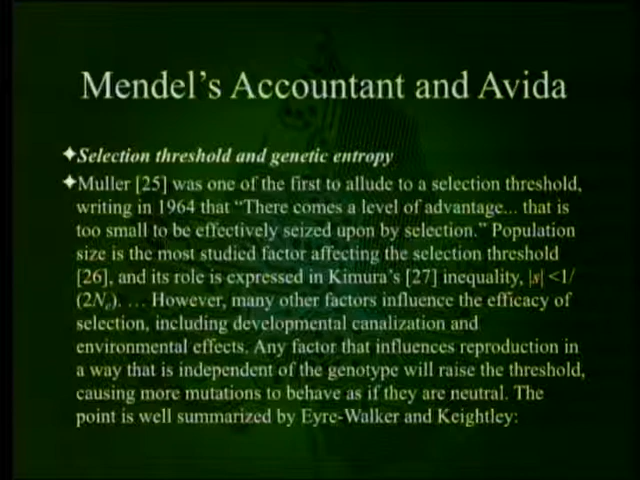 Mendel's Accountant and Avida
✦Selection threshold and genetic entropy
✦Muller [25] was one of the first to allude to a selection threshold,
writing in 1964 that “There comes a level of advantage... that is
too small to be effectively seized upon by selection.” Population
size is the most studied factor affecting the selection threshold
[26], and its role is expressed in Kimura's [27] inequality, |s| <1/
(2Nₑ). … However, many other factors influence the efficacy of
selection, including developmental canalization and
environmental effects. Any factor that influences reproduction in
a way that is independent of the genotype will raise the threshold,
causing more mutations to behave as if they are neutral. The
point is well summarized by Eyre-Walker and Keightley: